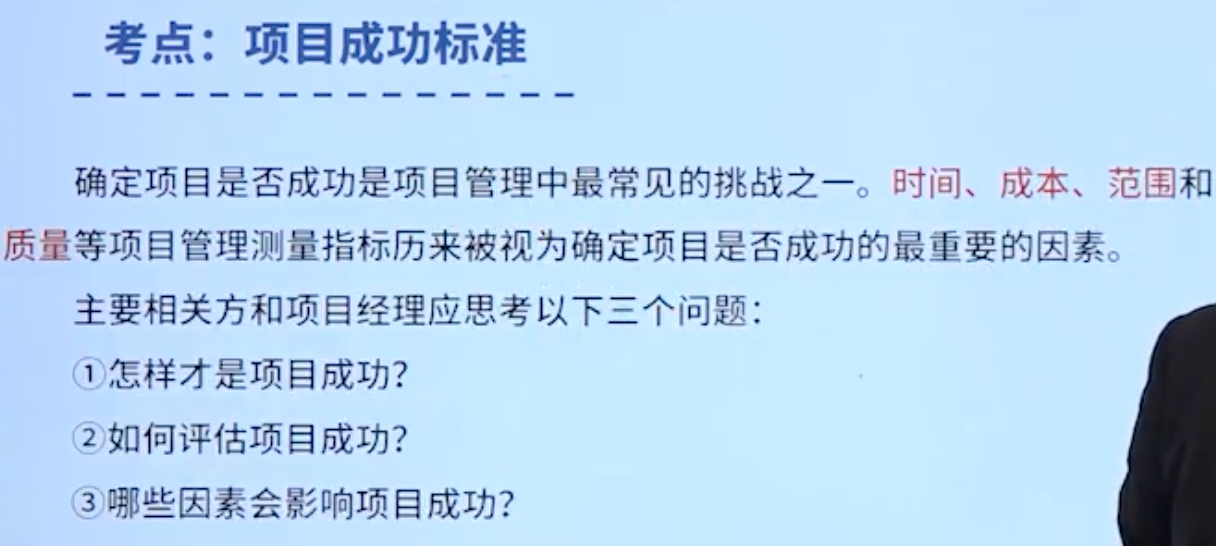 考点：项目成功标准
确定项目是否成功是项目管理中最常见的挑战之一。时间、成本、范围和
质量等项目管理测量指标历来被视为确定项目是否成功的最重要的因素。
主要相关方和项目经理应思考以下三个问题：
①怎样才是项目成功？
②如何评估项目成功？
③哪些因素会影响项目成功？